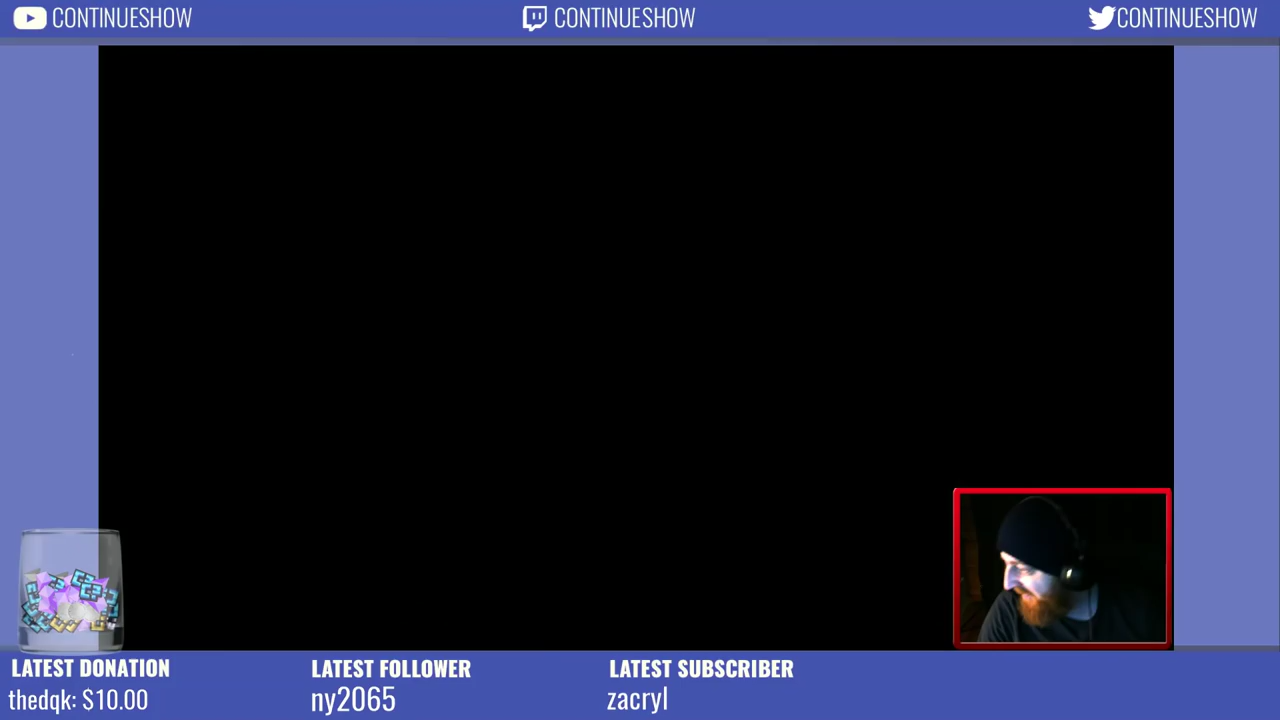 CONTINUESHOW
CONTINUESHOW
CONTINUESHOW
LATEST DONATION
thedqk: $10.00
LATEST FOLLOWER
ny2065
LATEST SUBSCRIBER
zacryl